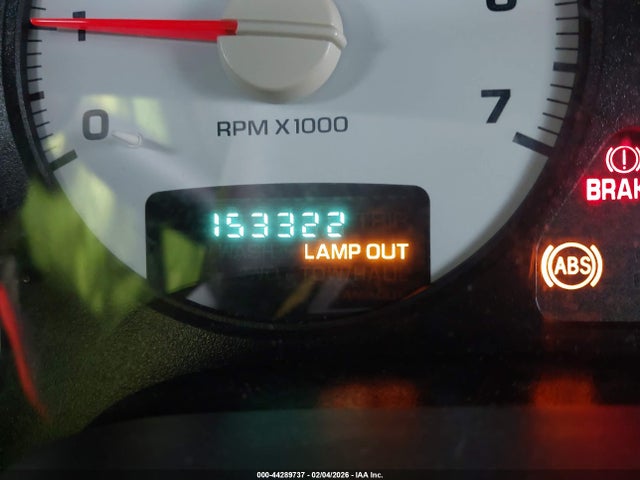 6
7
0 1
RPM X1000
BRAK
153322
LAMP OUT
ABS
000-44289737 - 02/04/2026 - IAA Inc.